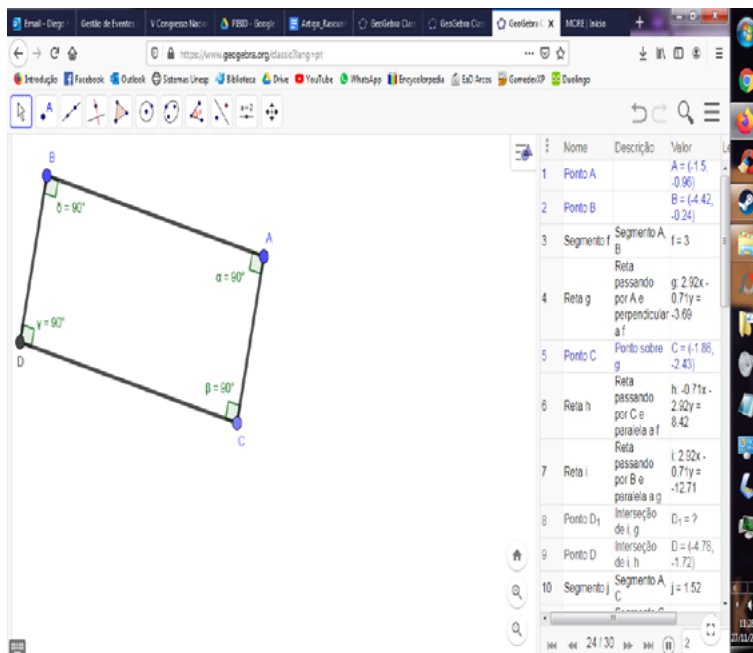 Email – Diego
Gestão de Eventos
V Congresso Nacio
PIBID - Google
Artigo_Rascun
GeoGebra Clas
GeoGebra Clas
GeoGebra C X
MORE | Início
https://www.geogebra.org/classic?lang=pt
Introdução Facebook Outlook Sistemas Unesp Biblioteca Drive YouTube WhatsApp Encycolorpedia EaD Arcos GamedevXP Duolingo
A
a=2
B
δ = 90°
A
α = 90°
γ = 90°
D
β = 90°
C
Nome Descrição Valor
1 Ponto A A = (-1.5,
-0.96)
2 Ponto B B = (-4.42,
-0.24)
3 Segmento f Segmento A, f = 3
B
Reta
passando g: 2.92x -
4 Reta g por A e 0.71y =
perpendicular -3.69
a f
5 Ponto C Ponto sobre C = (-1.86,
g -2.43)
Reta
passando h: -0.71x -
6 Reta h por C e 2.92y =
paralela a f 8.42
Reta
passando i: 2.92x -
7 Reta i por B e 0.71y =
paralela a g -12.71
8 Ponto D₁ Interseção D₁ = ?
de i, g
9 Ponto D Interseção D = (-4.78,
de i, h -1.72)
10 Segmento j Segmento A, j = 1.52
C
24 / 30 2